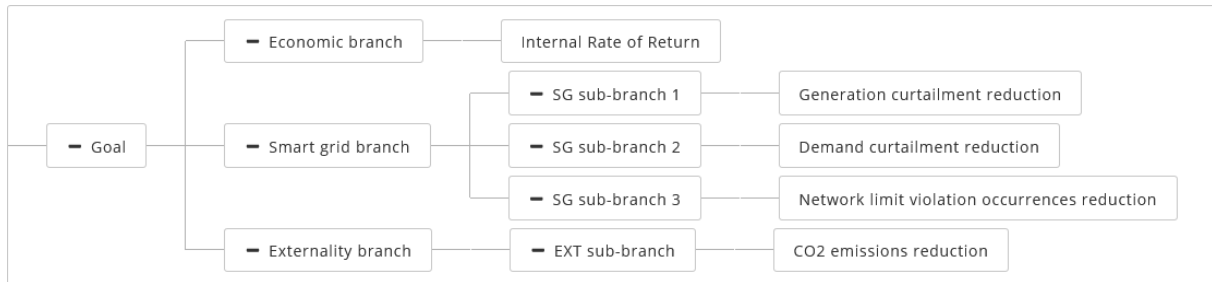 Economic branch
Internal Rate of Return
SG sub-branch 1
Generation curtailment reduction
Goal
Smart grid branch
SG sub-branch 2
Demand curtailment reduction
SG sub-branch 3
Network limit violation occurrences reduction
Externality branch
EXT sub-branch
CO2 emissions reduction